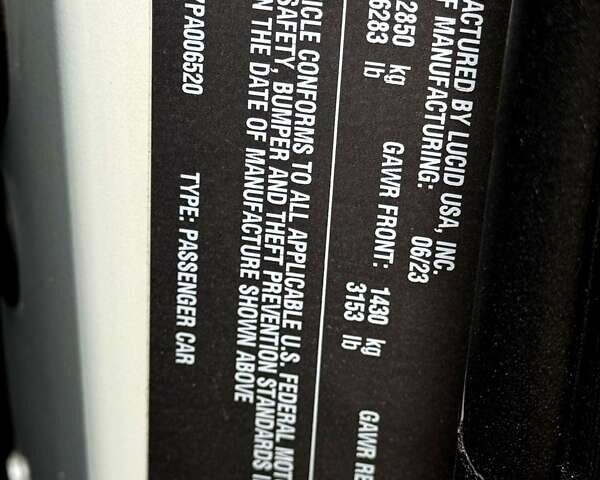 FACTURED BY LUCID USA, INC.
F MANUFACTURING: 06/23
2850 kg GAWR FRONT: 1430 kg GAWR RE
6283 lb 3153 lb
ICLE CONFORMS TO ALL APPLICABLE U.S. FEDERAL MOT
SAFETY, BUMPER AND THEFT PREVENTION STANDARDS I
N THE DATE OF MANUFACTURE SHOWN ABOVE
7PA006520 TYPE: PASSENGER CAR